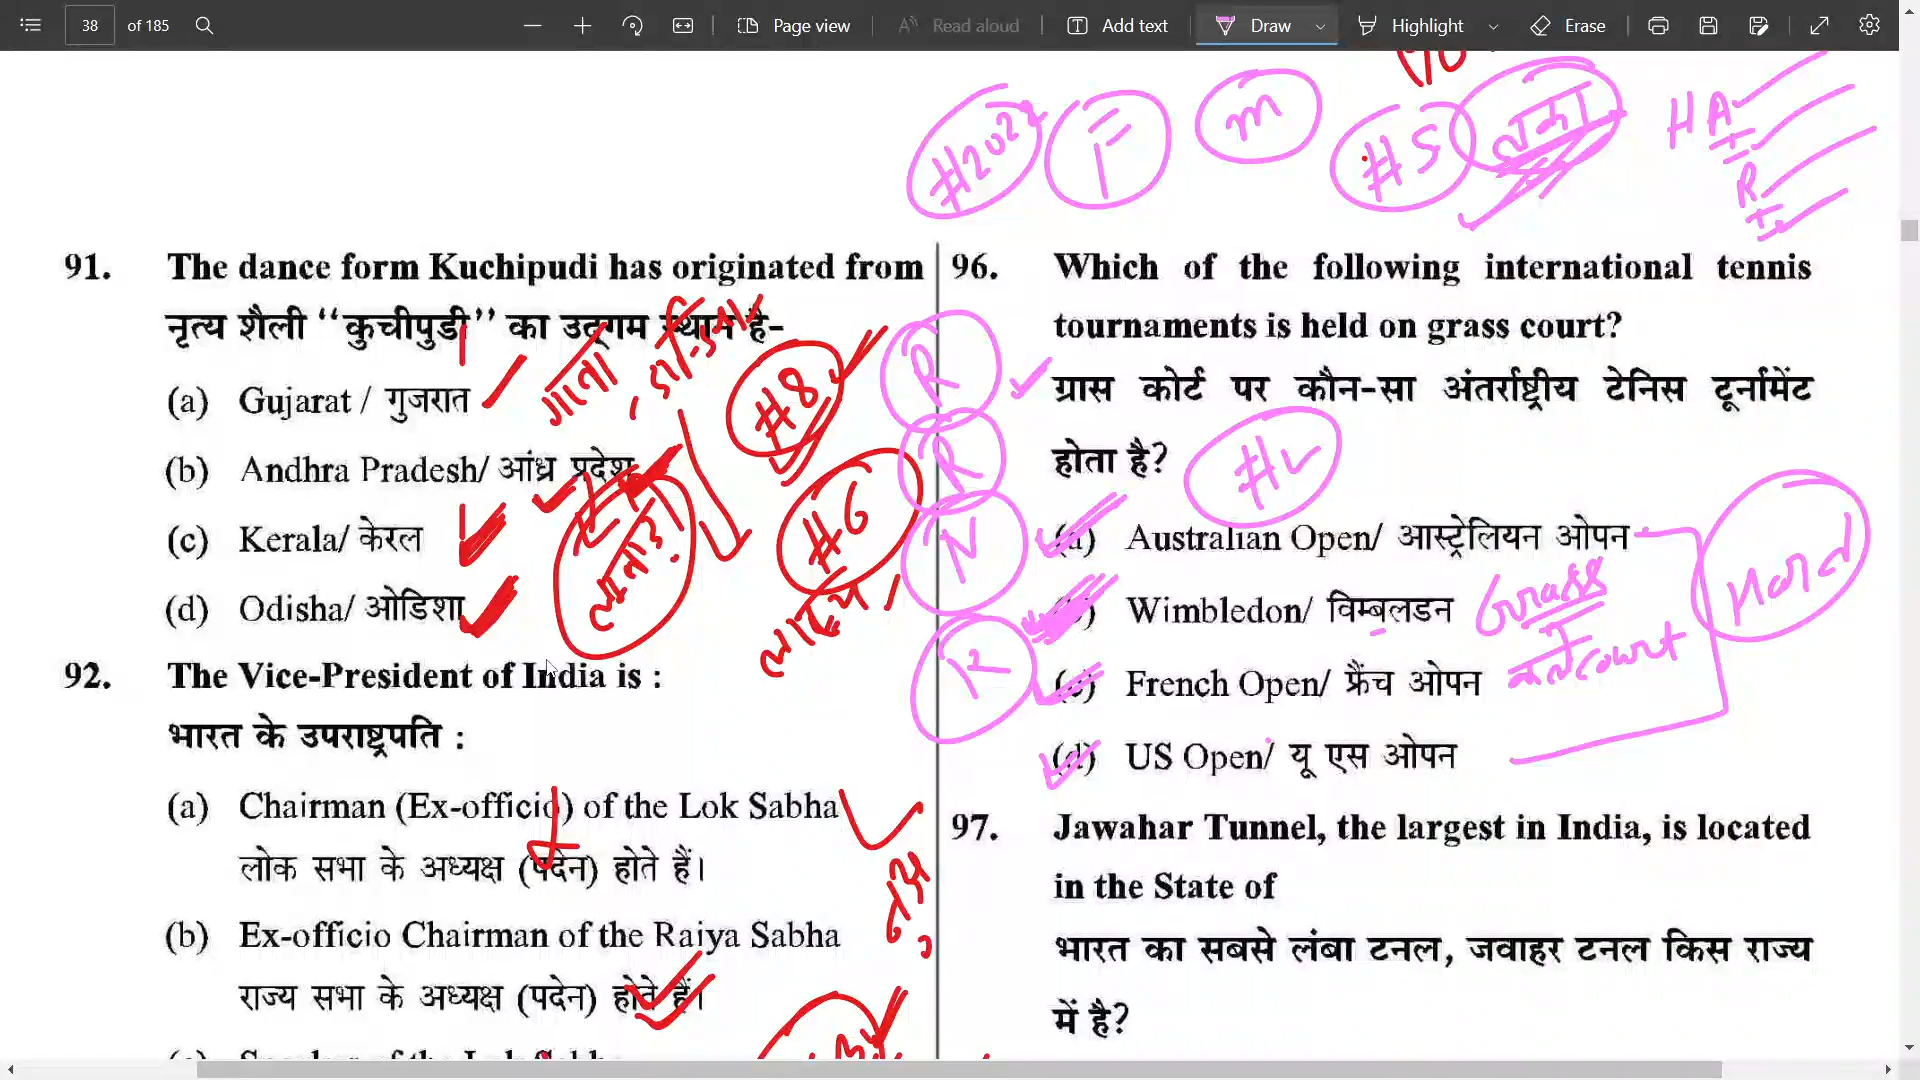 38 of 185 Page view Read aloud Add text Draw Highlight Erase
#2022 F m #5 HA
R
91. The dance form Kuchipudi has originated from
नृत्य शैली “कुचीपुडी” का उद्गम स्थान है-
(a) Gujarat / गुजरात
(b) Andhra Pradesh/ आंध्र प्रदेश
(c) Kerala/ केरल
(d) Odisha/ ओडिशा
#8
#6
92. The Vice-President of India is :
भारत के उपराष्ट्रपति :
(a) Chairman (Ex-officio) of the Lok Sabha
लोक सभा के अध्यक्ष (पदेन) होते हैं।
(b) Ex-officio Chairman of the Rajya Sabha
राज्य सभा के अध्यक्ष (पदेन) होते हैं।
R
R
N
R
96. Which of the following international tennis
tournaments is held on grass court?
ग्रास कोर्ट पर कौन-सा अंतर्राष्ट्रीय टेनिस टूर्नामेंट
होता है?
(a) Australian Open/ आस्ट्रेलियन ओपन
(b) Wimbledon/ विम्बलडन Grass
court
Hard
(c) French Open/ फ्रैंच ओपन
(d) US Open/ यू एस ओपन
97. Jawahar Tunnel, the largest in India, is located
in the State of
भारत का सबसे लंबा टनल, जवाहर टनल किस राज्य
में है?